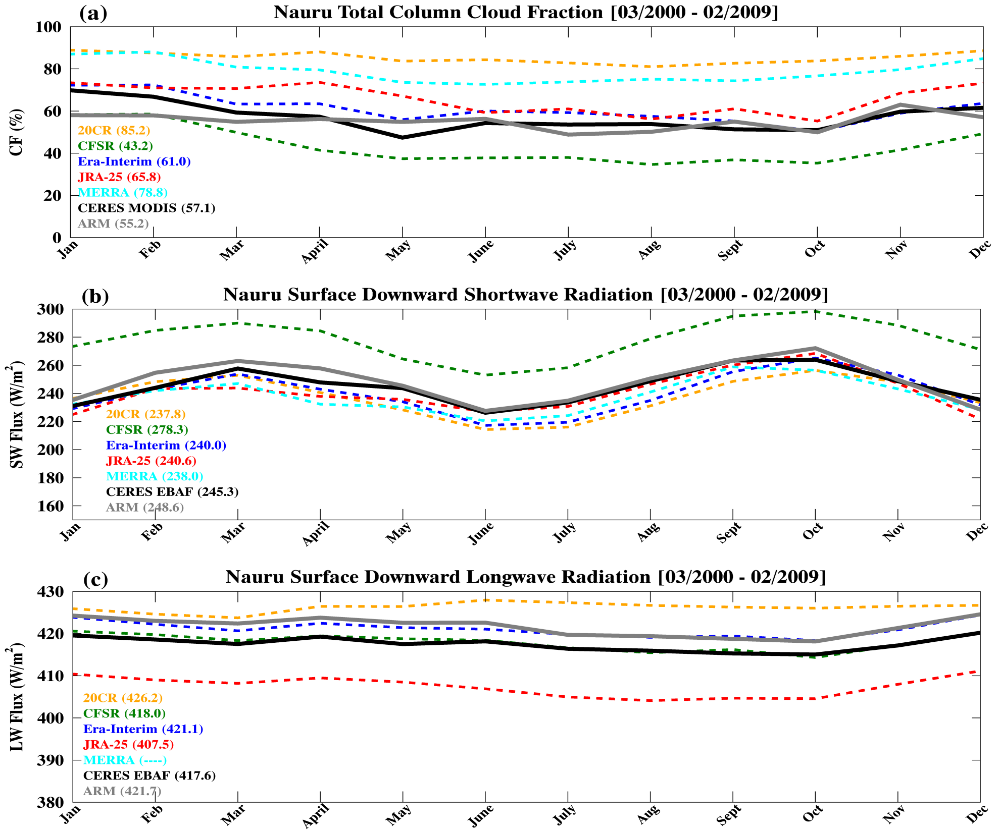 (a) Nauru Total Column Cloud Fraction [03/2000 - 02/2009]
100
80
60
40
20
0
CF (%)
20CR (85.2)
CFSR (43.2)
Era-Interim (61.0)
JRA-25 (65.8)
MERRA (78.8)
CERES MODIS (57.1)
ARM (55.2)
Jan Feb Mar April May June July Aug Sept Oct Nov Dec
(b) Nauru Surface Downward Shortwave Radiation [03/2000 - 02/2009]
300
280
260
240
220
200
180
160
SW Flux (W/m²)
20CR (237.8)
CFSR (278.3)
Era-Interim (240.0)
JRA-25 (240.6)
MERRA (238.0)
CERES EBAF (245.3)
ARM (248.6)
Jan Feb Mar April May June July Aug Sept Oct Nov Dec
(c) Nauru Surface Downward Longwave Radiation [03/2000 - 02/2009]
430
420
410
400
390
380
LW Flux (W/m²)
20CR (426.2)
CFSR (418.0)
Era-Interim (421.1)
JRA-25 (407.5)
MERRA (----)
CERES EBAF (417.6)
ARM (421.7)
Jan Feb Mar April May June July Aug Sept Oct Nov Dec